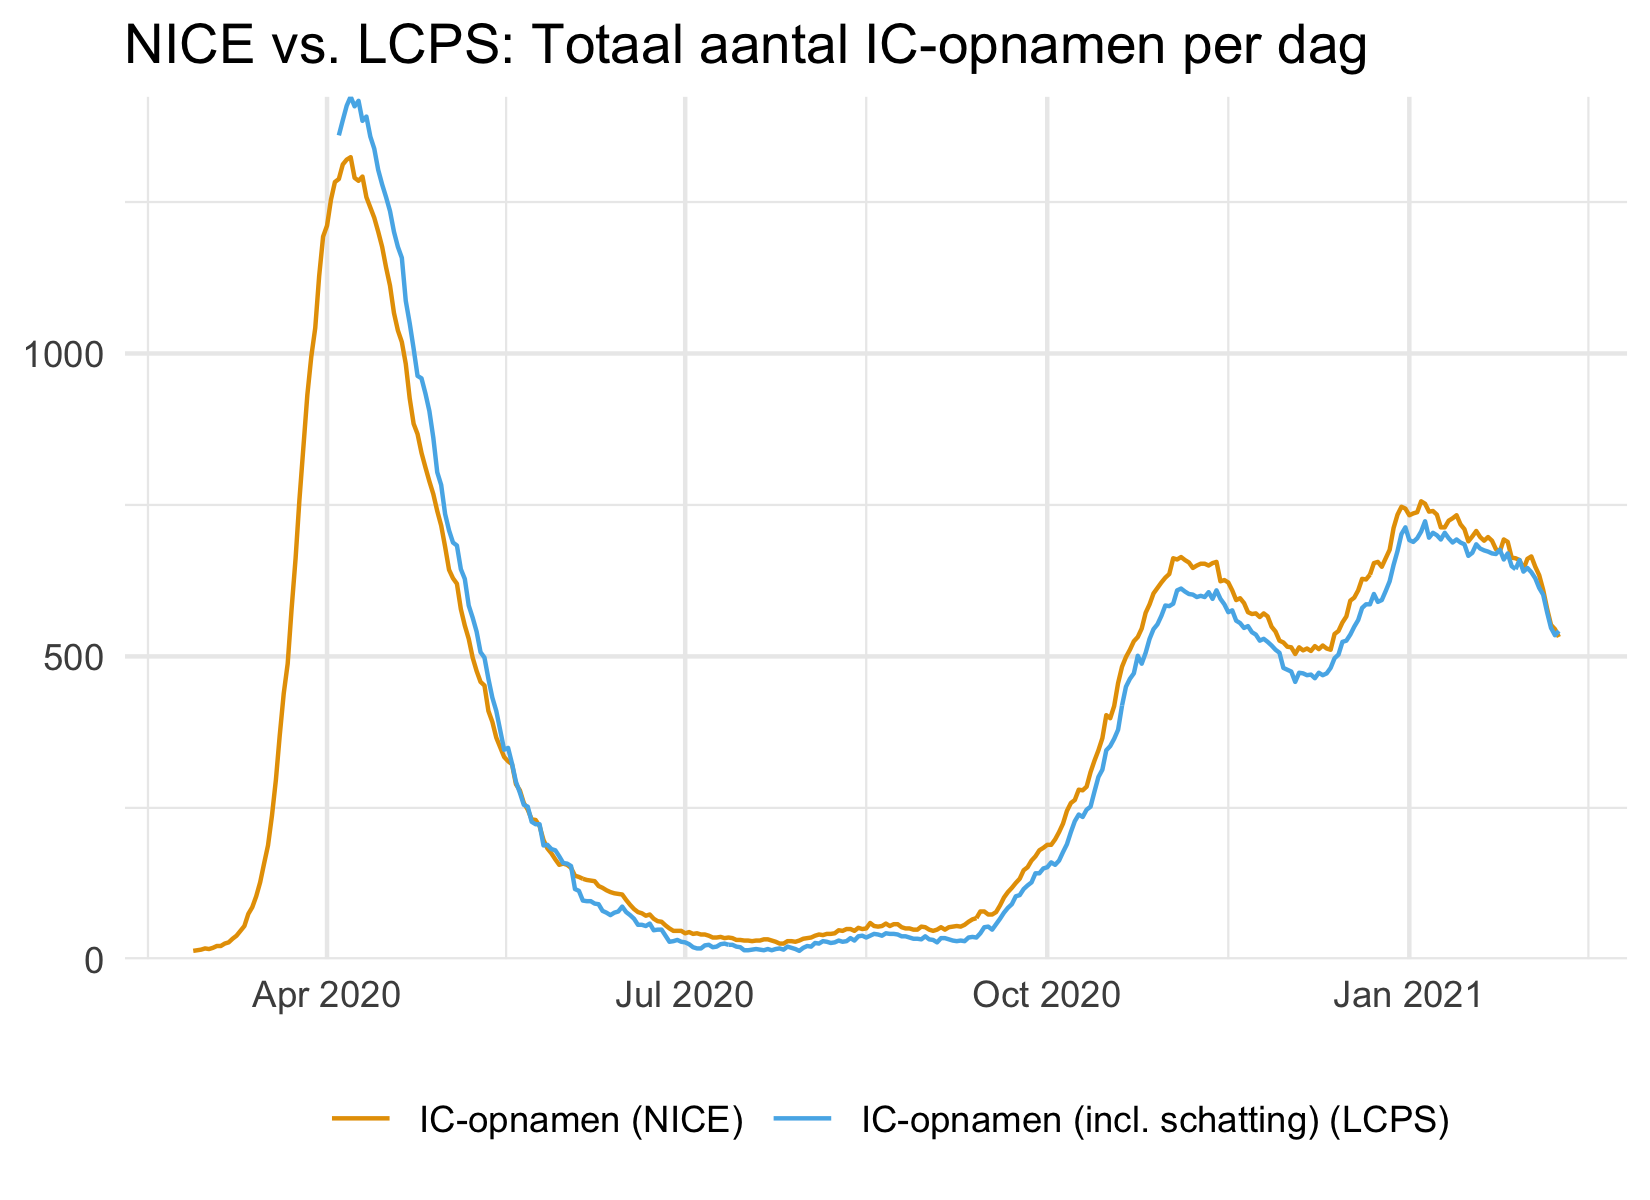 NICE vs. LCPS: Totaal aantal IC-opnamen per dag
1000
500
0
Apr 2020 Jul 2020 Oct 2020 Jan 2021
IC-opnamen (NICE) IC-opnamen (incl. schatting) (LCPS)